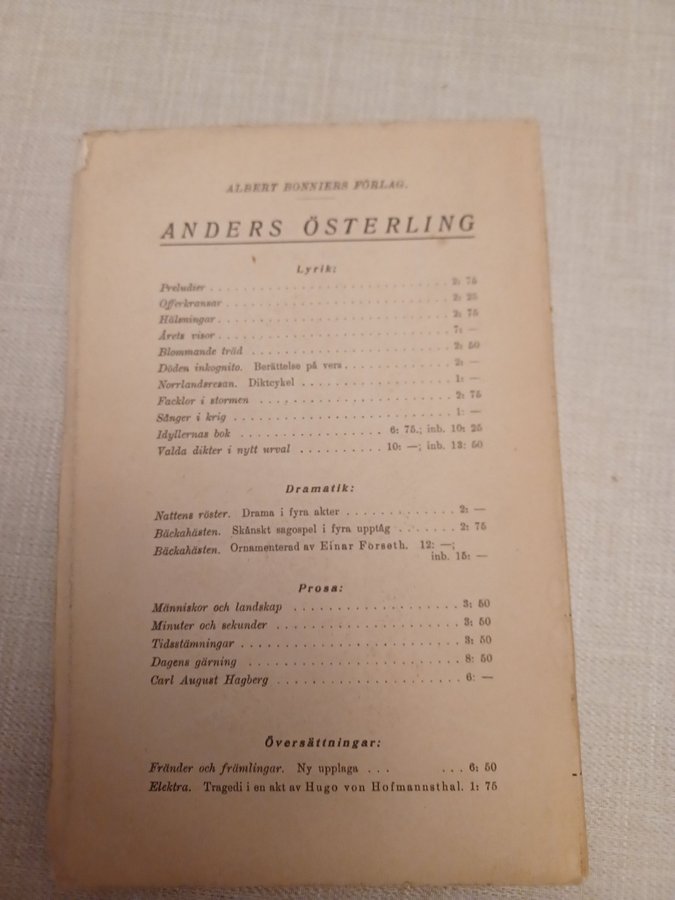 ALBERT BONNIERS FÖRLAG.
ANDERS ÖSTERLING
Lyrik:
Preludier . . . . . . . . . . . . . . . . . . . . . . . . 2: 75
Offerkransar . . . . . . . . . . . . . . . . . . . . . . . 2: 25
Hälsningar . . . . . . . . . . . . . . . . . . . . . . . . 2: 75
Årets visor . . . . . . . . . . . . . . . . . . . . . . . . 7: —
Blommande träd . . . . . . . . . . . . . . . . . . . . 2: 50
Döden inkognito. Berättelse på vers . . . . . . . . . . 2: —
Norrlandsresan. Diktcykel . . . . . . . . . . . . . . . 1: —
Facklor i stormen . . . . . . . . . . . . . . . . . . . . 2: 75
Sånger i krig . . . . . . . . . . . . . . . . . . . . . . 1: —
Idyllernas bok . . . . . . . . . . . . . 6: 75.; inb. 10: 25
Valda dikter i nytt urval . . . . . . . . . . 10: —; inb. 13: 50
Dramatik:
Nattens röster. Drama i fyra akter . . . . . . . . . . . 2: —
Bäckahästen. Skånskt sagospel i fyra upptåg . . . . . . . 2: 75
Bäckahästen. Ornamenterad av Einar Forseth. 12: —;
inb. 15: —
Prosa:
Människor och landskap . . . . . . . . . . . . . . . . . 3: 50
Minuter och sekunder . . . . . . . . . . . . . . . . . . 3: 50
Tidsstämningar . . . . . . . . . . . . . . . . . . . . . 3: 50
Dagens gärning . . . . . . . . . . . . . . . . . . . . . 8: 50
Carl August Hagberg . . . . . . . . . . . . . . . . . . 6: —
Översättningar:
Fränder och främlingar. Ny upplaga . . . . . . 6: 50
Elektra. Tragedi i en akt av Hugo von Hofmannsthal. 1: 75